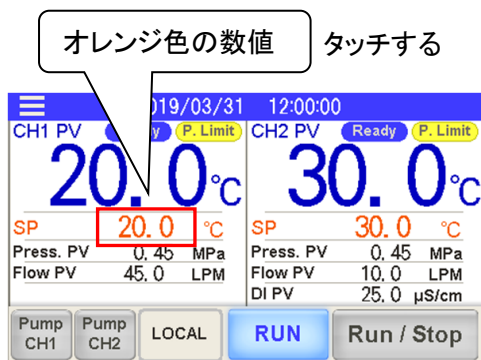 オレンジ色の数値 タッチする
019/03/31 12:00:00
CH1 PV y P. Limit CH2 PV Ready P. Limit
20.0 ℃ 30.0 ℃
SP 20.0 ℃ SP 30.0 ℃
Press. PV 0.45 MPa Press. PV 0.45 MPa
Flow PV 45.0 LPM Flow PV 10.0 LPM
DI PV 25.0 µS/cm
Pump CH1 Pump CH2 LOCAL RUN Run / Stop